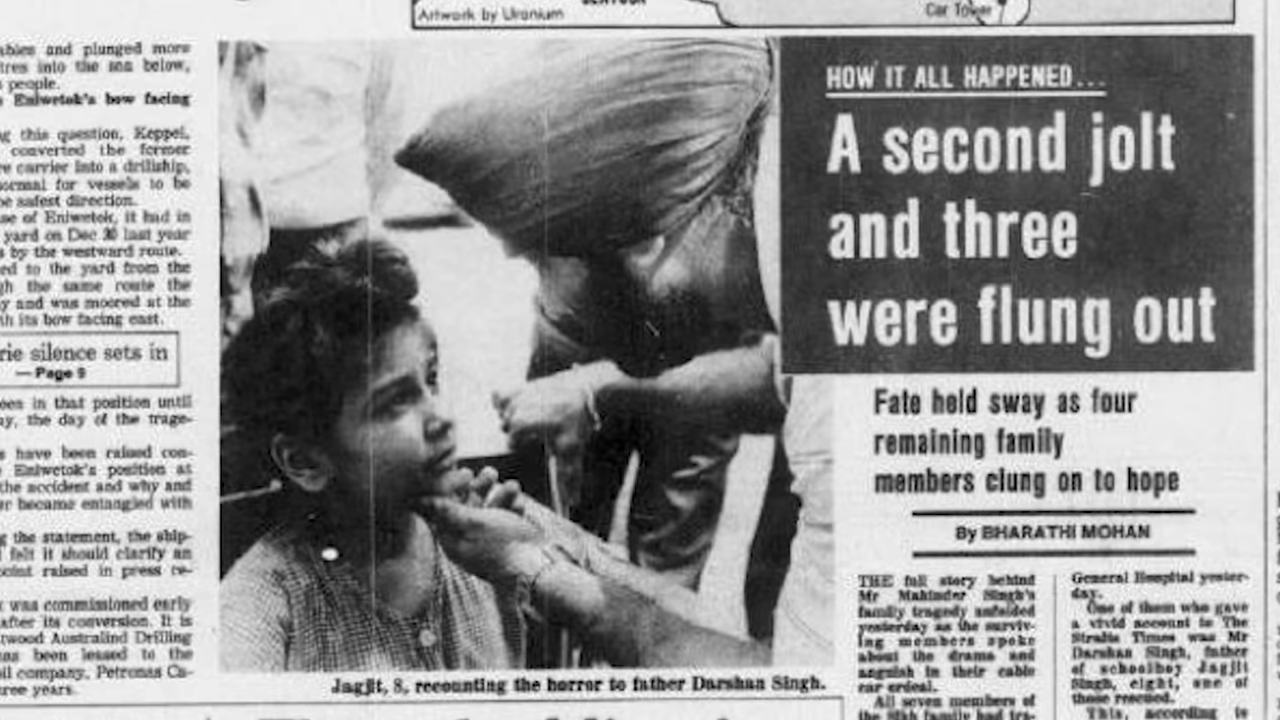 Artwork by Uranium
Car Tower
ables and plunged more
tres into the sea below,
people.
Eniwetok's bow facing
ng this question, Keppel,
converted the former
re carrier into a drillship,
normal for vessels to be
he safest direction.
se of Eniwetok, it had in
yard on Dec 30 last year
s by the westward route.
ed to the yard from the
gh the same route the
y and was moored at the
th its bow facing east.
rie silence sets in
— Page 9
een in that position until
ay, the day of the trage-
s have been raised con-
Eniwetok's position at
the accident and why and
er became entangled with
g the statement, the ship-
felt it should clarify an
point raised in press re-
was commissioned early
after its conversion. It is
twood Australind Drilling
has been leased to the
oil company, Petronas Ca-
ree years.
Jagjit, 8, recounting the horror to father Darshan Singh.
HOW IT ALL HAPPENED...
A second jolt
and three
were flung out
Fate held sway as four
remaining family
members clung on to hope
By BHARATHI MOHAN
THE full story behind
Mr Mahinder Singh's
family tragedy unfolded
yesterday as the surviv-
ing members spoke
about the drama and
anguish in their cable
car ordeal.
All seven members of
the Sikh family had tra-
General Hospital yester-
day.
One of them who gave
a vivid account to The
Straits Times was Mr
Darshan Singh, father
of schoolboy Jagjit
Singh, eight, one of
those rescued.
This, according to